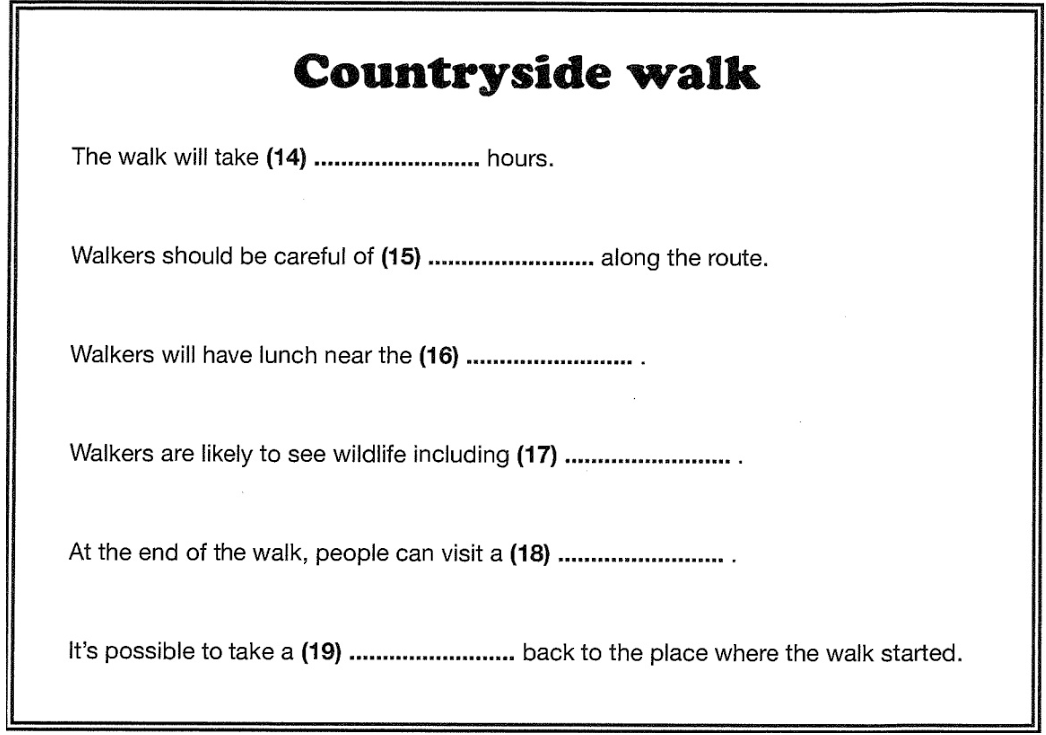 Countryside walk
The walk will take (14) ......................... hours.
Walkers should be careful of (15) ......................... along the route.
Walkers will have lunch near the (16) ......................... .
Walkers are likely to see wildlife including (17) ......................... .
At the end of the walk, people can visit a (18) ......................... .
It's possible to take a (19) ......................... back to the place where the walk started.